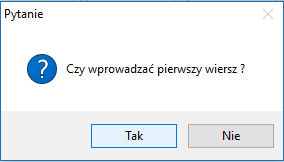 Pytanie
Czy wprowadzać pierwszy wiersz ?
Tak
Nie